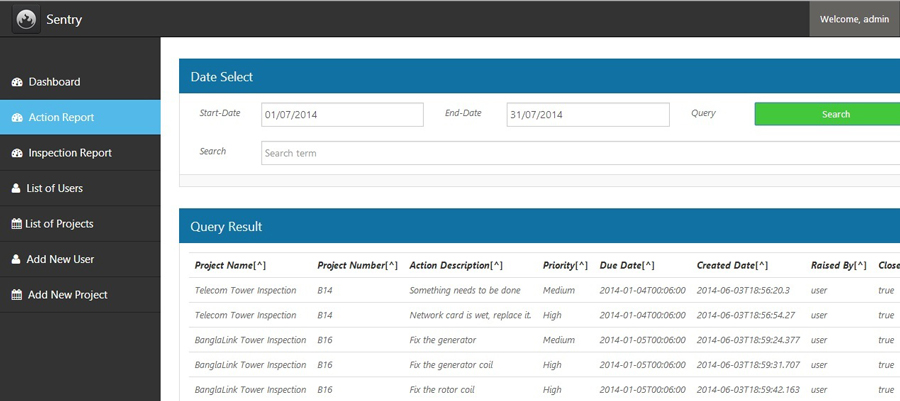 Sentry
Welcome, admin
Dashboard
Action Report
Inspection Report
List of Users
List of Projects
Add New User
Add New Project
Date Select
Start-Date 01/07/2014 End-Date 31/07/2014 Query Search
Search Search term
Query Result
Project Name[^] Project Number[^] Action Description[^] Priority[^] Due Date[^] Created Date[^] Raised By[^] Close
Telecom Tower Inspection B14 Something needs to be done Medium 2014-01-04T00:06:00 2014-06-03T18:56:20.3 user true
Telecom Tower Inspection B14 Network card is wet, replace it. High 2014-01-04T00:06:00 2014-06-03T18:56:54.27 user true
BanglaLink Tower Inspection B16 Fix the generator Medium 2014-01-05T00:06:00 2014-06-03T18:59:24.377 user true
BanglaLink Tower Inspection B16 Fix the generator coil High 2014-01-05T00:06:00 2014-06-03T18:59:31.707 user true
BanglaLink Tower Inspection B16 Fix the rotor coil High 2014-01-05T00:06:00 2014-06-03T18:59:42.163 user true